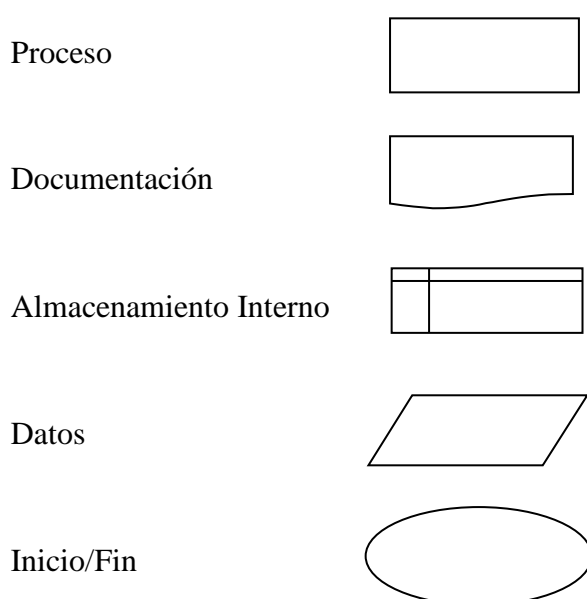 Proceso
Documentación
Almacenamiento Interno
Datos
Inicio/Fin